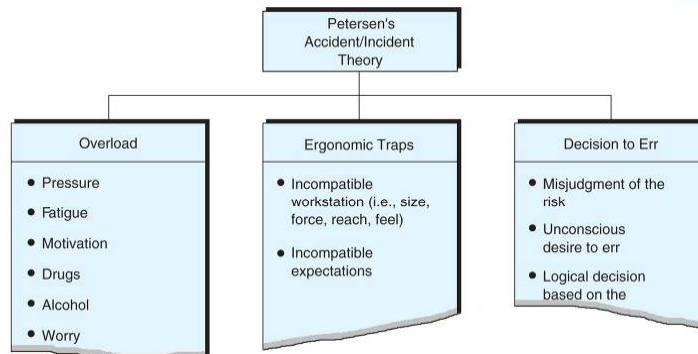 Petersen's
Accident/Incident
Theory
Overload
• Pressure
• Fatigue
• Motivation
• Drugs
• Alcohol
• Worry
Ergonomic Traps
• Incompatible
workstation (i.e., size,
force, reach, feel)
• Incompatible
expectations
Decision to Err
• Misjudgment of the
risk
• Unconscious
desire to err
• Logical decision
based on the